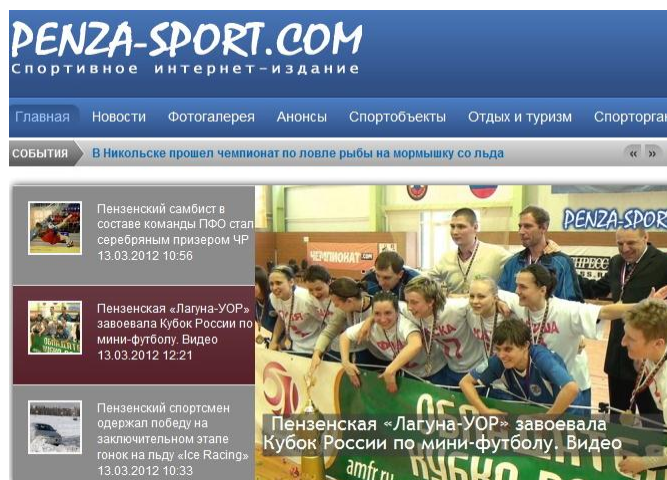 PENZA-SPORT.COM
Спортивное интернет-издание
Главная Новости Фотогалерея Анонсы Спортобъекты Отдых и туризм Спорторган
СОБЫТИЯ В Никольске прошел чемпионат по ловле рыбы на мормышку со льда « »
Пензенский самбист в
составе команды ПФО стал
серебряным призером ЧР
13.03.2012 10:56
Пензенская «Лагуна-УОР»
завоевала Кубок России по
мини-футболу. Видео
13.03.2012 12:21
Пензенский спортсмен
одержал победу на
заключительном этапе
гонок на льду «Ice Racing»
13.03.2012 10:33
PENZA-SPOR
ЧЕМПИОНАТ.COM
Пензенская «Лагуна-УОР» завоевала
Кубок России по мини-футболу. Видео
amfr.ru
КУБКО